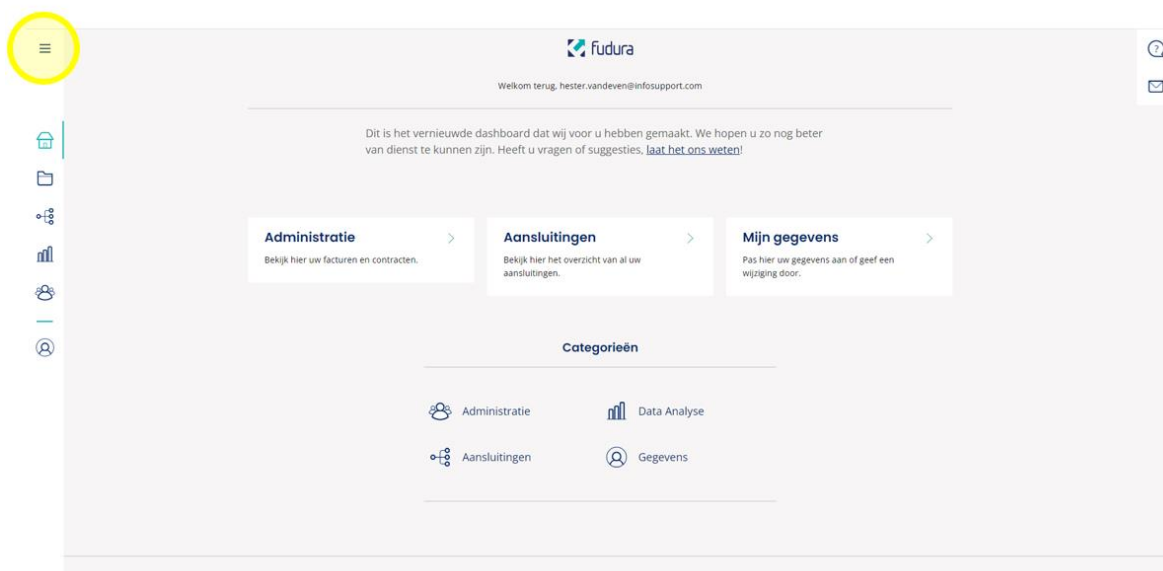 fudura
Welkom terug, hester.vandeven@infosupport.com
Dit is het vernieuwde dashboard dat wij voor u hebben gemaakt. We hopen u zo nog beter
van dienst te kunnen zijn. Heeft u vragen of suggesties, laat het ons weten!
Administratie
Bekijk hier uw facturen en contracten.
Aansluitingen
Bekijk hier het overzicht van al uw
aansluitingen.
Mijn gegevens
Pas hier uw gegevens aan of geef een
wijziging door.
Categorieën
Administratie
Data Analyse
Aansluitingen
Gegevens